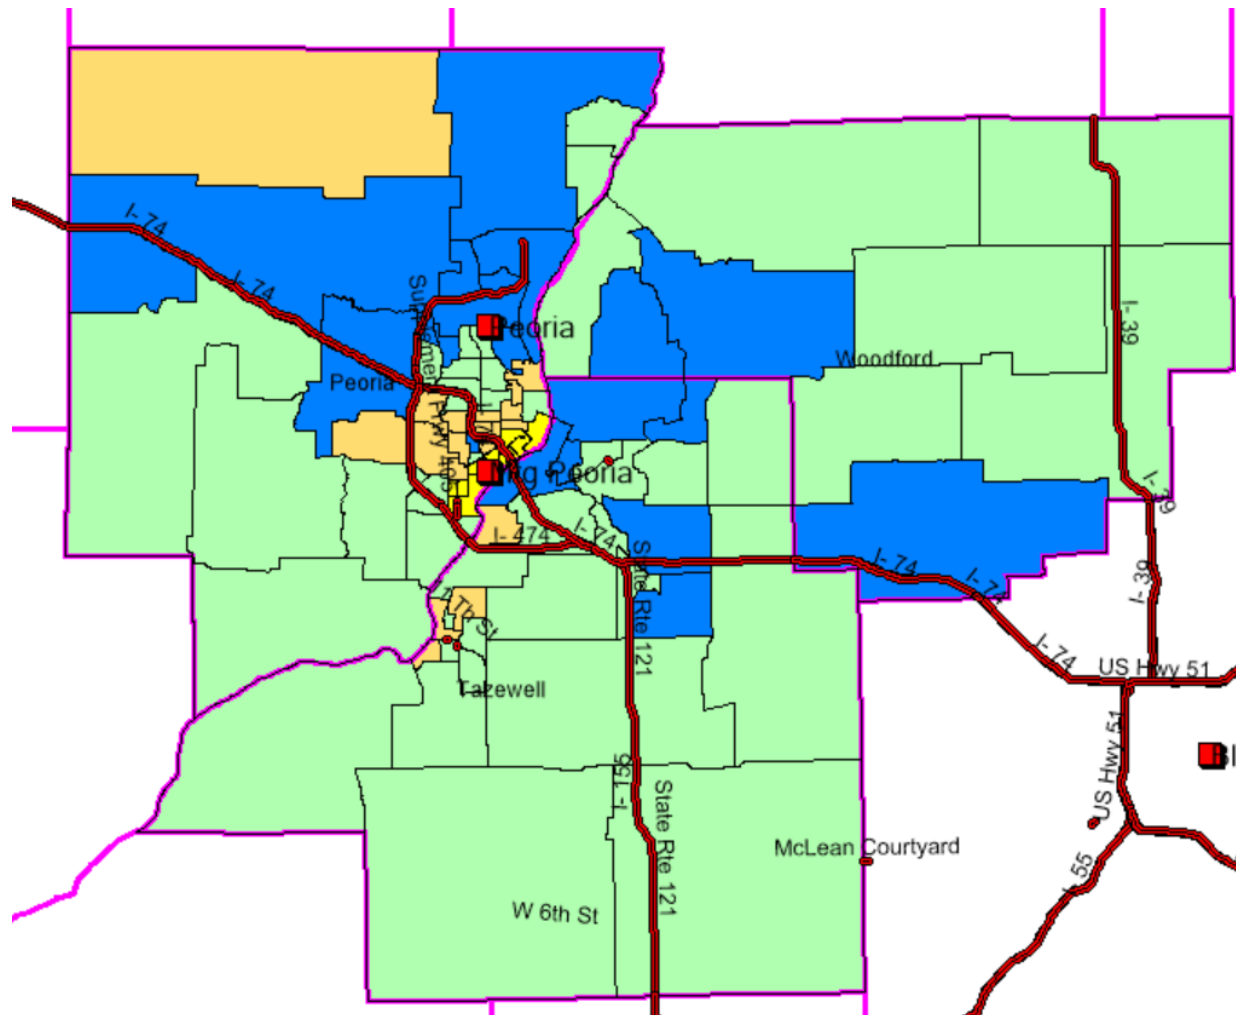 I- 74
I- 74
Peoria
I- 39
Woodford
Peoria
Mtg Peoria
I- 39
I- 474
I- 74
State Rte 121
I- 74
I- 74
I- 39
I- 74
US Hwy 51
Tazewell
US Hwy 51
I- 155
State Rte 121
McLean Courtyard
I- 55
W 6th St